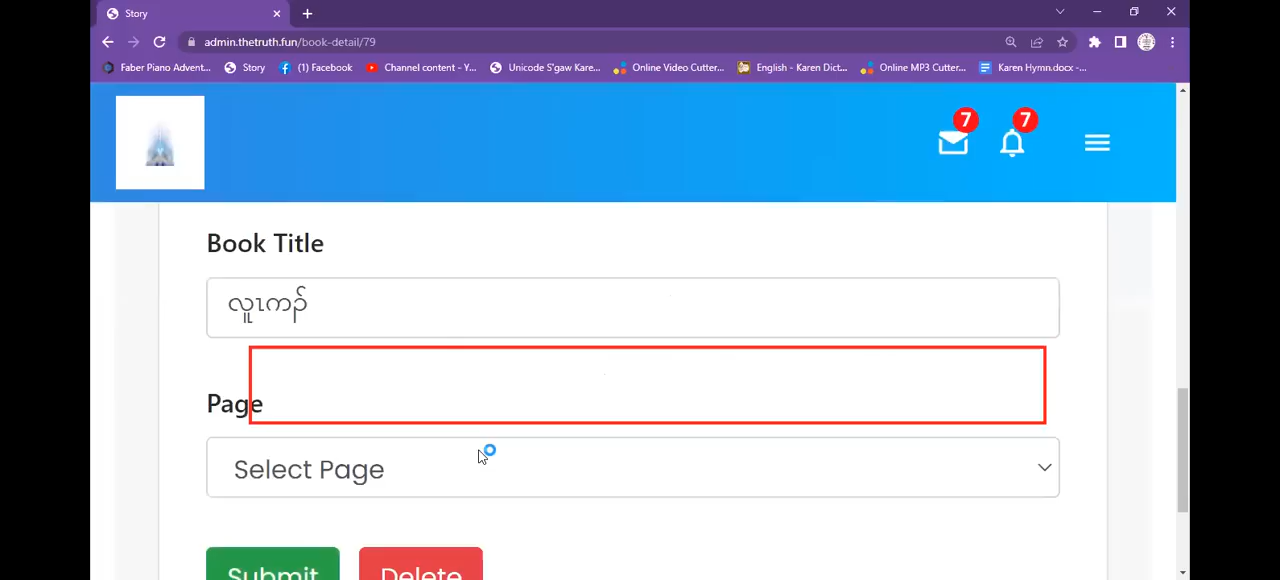 Story
admin.thetruth.fun/book-detail/79
Faber Piano Advent...
Story
(1) Facebook
Channel content - Y...
Unicode S'gaw Kare...
Online Video Cutter...
English - Karen Dict...
Online MP3 Cutter...
Karen Hymn.docx -...
7
7
Book Title
လူၤကဉ်
Page
Select Page
Submit
Delete